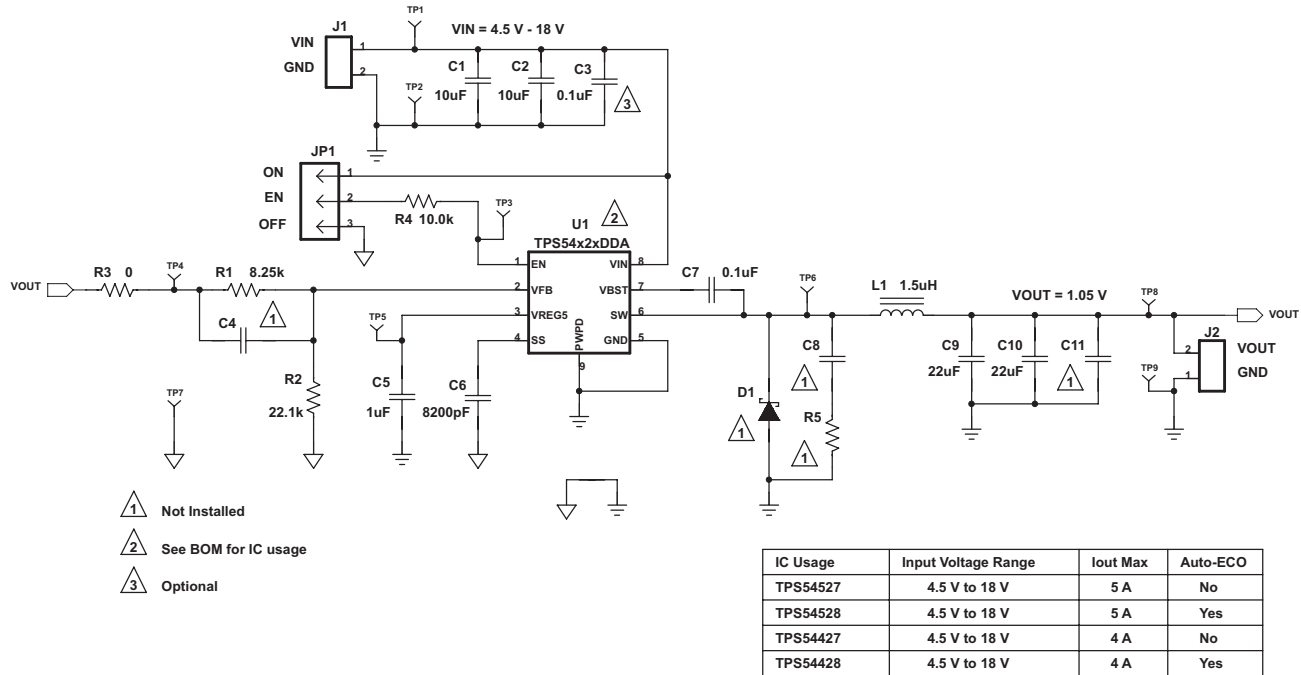 J1
VIN
GND
1
2
TP1
VIN = 4.5 V - 18 V
TP2
C1
10uF
C2
10uF
C3
0.1uF
3
JP1
ON
EN
OFF
1
2
3
R4 10.0k
TP3
U1
2
TPS54x2xDDA
1 EN
2 VFB
3 VREG5
4 SS
VIN 8
VBST 7
SW 6
GND 5
PWPD
9
VOUT
R3 0
TP4
R1 8.25k
1
C4
R2
22.1k
TP5
C5
1uF
C6
8200pF
TP7
C7 0.1uF
TP6
L1 1.5uH
VOUT = 1.05 V
TP8
VOUT
D1
1
C8
1
R5
1
C9
22uF
C10
22uF
C11
1
TP9
J2
2
1
VOUT
GND
1 Not Installed
2 See BOM for IC usage
3 Optional
IC Usage Input Voltage Range Iout Max Auto-ECO
TPS54527 4.5 V to 18 V 5 A No
TPS54528 4.5 V to 18 V 5 A Yes
TPS54427 4.5 V to 18 V 4 A No
TPS54428 4.5 V to 18 V 4 A Yes